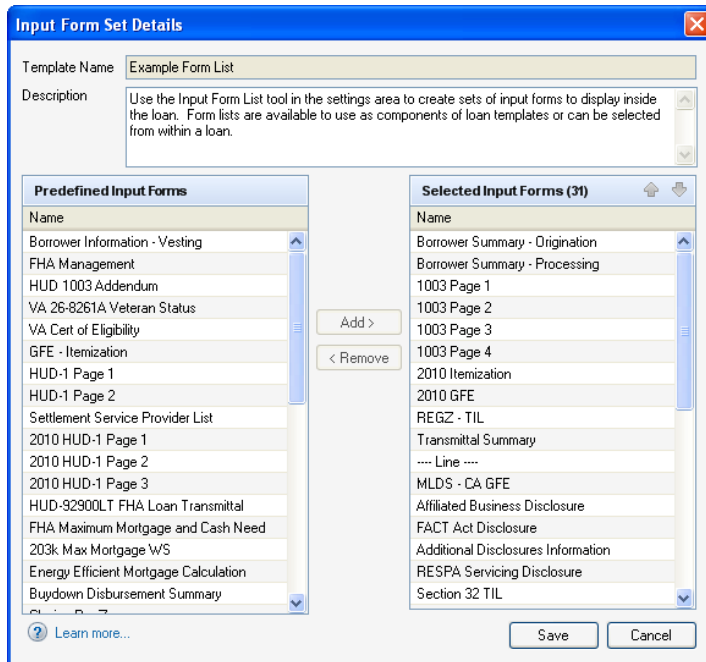 Input Form Set Details
Template Name
Example Form List
Description
Use the Input Form List tool in the settings area to create sets of input forms to display inside
the loan. Form lists are available to use as components of loan templates or can be selected
from within a loan.
Predefined Input Forms
Name
Borrower Information - Vesting
FHA Management
HUD 1003 Addendum
VA 26-8261A Veteran Status
VA Cert of Eligibility
GFE - Itemization
HUD-1 Page 1
HUD-1 Page 2
Settlement Service Provider List
2010 HUD-1 Page 1
2010 HUD-1 Page 2
2010 HUD-1 Page 3
HUD-92900LT FHA Loan Transmittal
FHA Maximum Mortgage and Cash Need
203k Max Mortgage WS
Energy Efficient Mortgage Calculation
Buydown Disbursement Summary
Add >
< Remove
Selected Input Forms (31)
Name
Borrower Summary - Origination
Borrower Summary - Processing
1003 Page 1
1003 Page 2
1003 Page 3
1003 Page 4
2010 Itemization
2010 GFE
REGZ - TIL
Transmittal Summary
---- Line ----
MLDS - CA GFE
Affiliated Business Disclosure
FACT Act Disclosure
Additional Disclosures Information
RESPA Servicing Disclosure
Section 32 TIL
? Learn more...
Save
Cancel